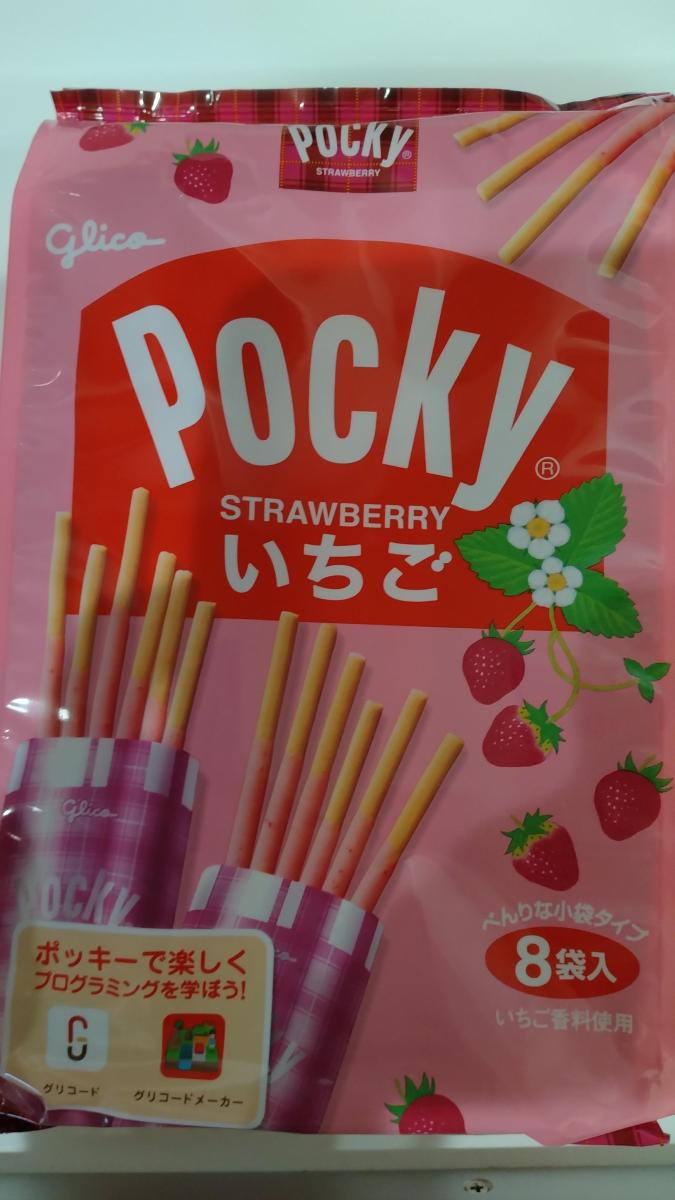 POCKY®
STRAWBERRY
Glico
Pocky®
STRAWBERRY
いちご
Glico
POCKY
べんりな小袋タイプ
8袋入
いちご香料使用
ポッキーで楽しく
プログラミングを学ぼう!
グリコード
グリコードメーカー